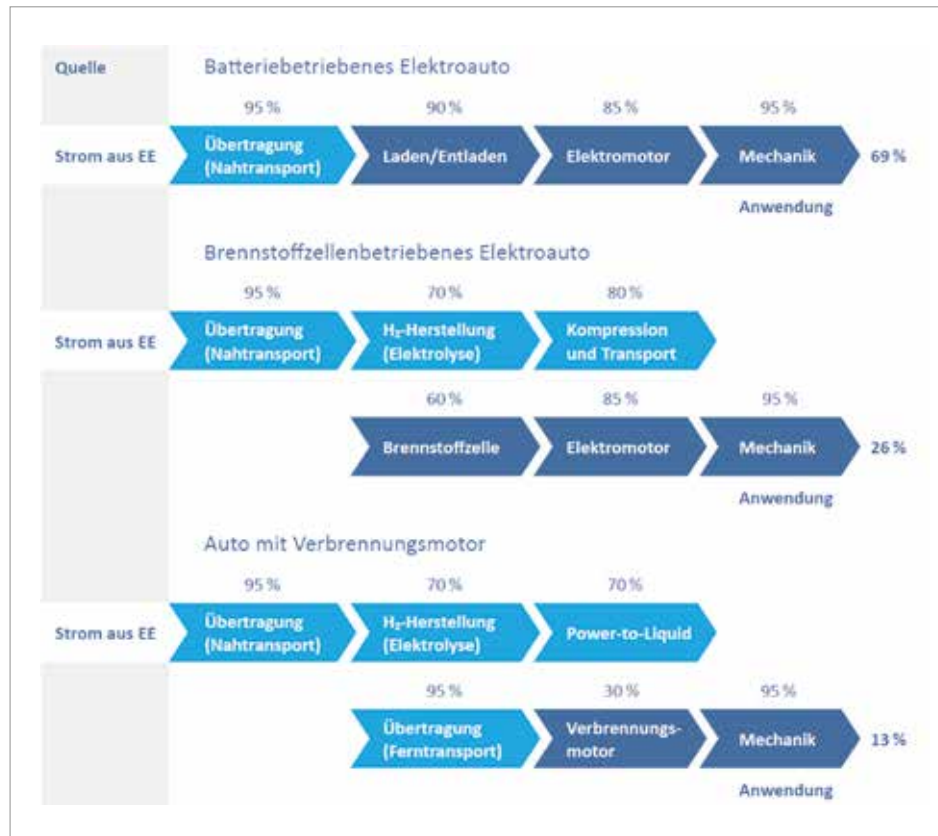 Quelle
Batteriebetriebenes Elektroauto
95 % 90 % 85 % 95 %
Strom aus EE
Übertragung
(Nahtransport)
Laden/Entladen
Elektromotor
Mechanik
69 %
Anwendung
Brennstoffzellenbetriebenes Elektroauto
95 % 70 % 80 %
Strom aus EE
Übertragung
(Nahtransport)
H₂-Herstellung
(Elektrolyse)
Kompression
und Transport
60 % 85 % 95 %
Brennstoffzelle
Elektromotor
Mechanik
26 %
Anwendung
Auto mit Verbrennungsmotor
95 % 70 % 70 %
Strom aus EE
Übertragung
(Nahtransport)
H₂-Herstellung
(Elektrolyse)
Power-to-Liquid
95 % 30 % 95 %
Übertragung
(Ferntransport)
Verbrennungs-
motor
Mechanik
13 %
Anwendung